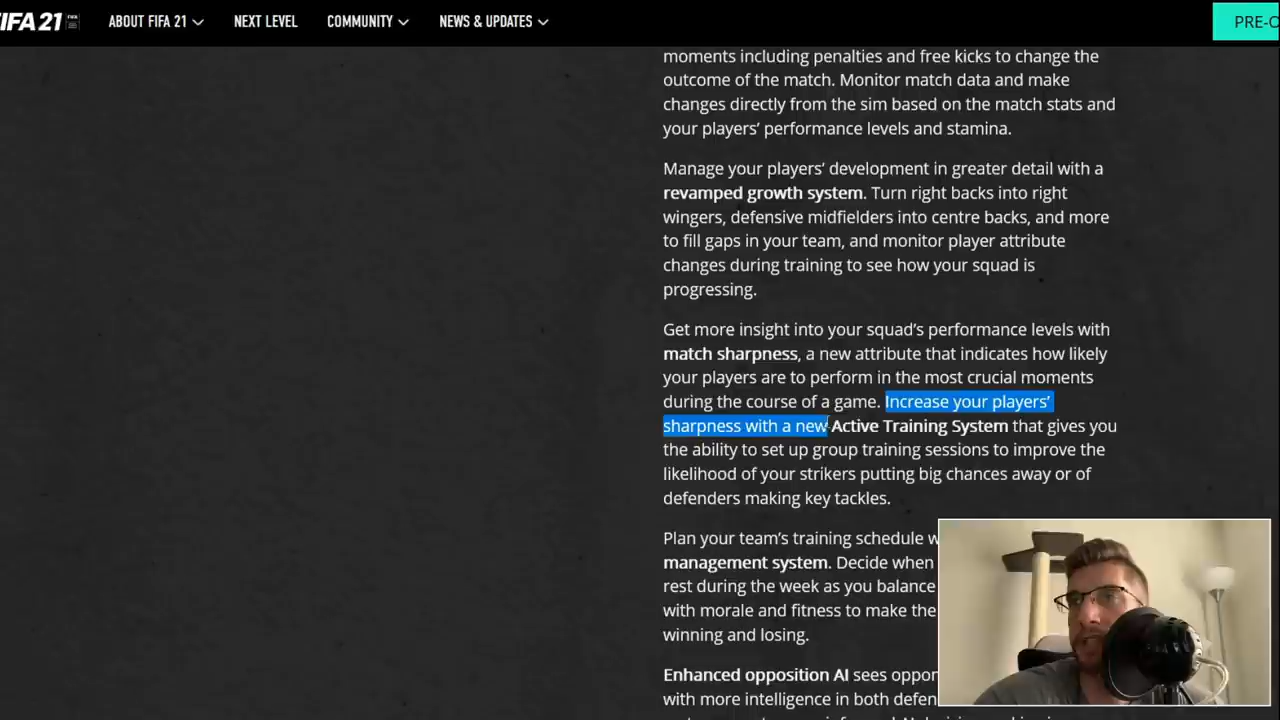 FIFA 21
ABOUT FIFA 21
NEXT LEVEL
COMMUNITY
NEWS & UPDATES
PRE-
moments including penalties and free kicks to change the
outcome of the match. Monitor match data and make
changes directly from the sim based on the match stats and
your players’ performance levels and stamina.
Manage your players’ development in greater detail with a
revamped growth system. Turn right backs into right
wingers, defensive midfielders into centre backs, and more
to fill gaps in your team, and monitor player attribute
changes during training to see how your squad is
progressing.
Get more insight into your squad’s performance levels with
match sharpness, a new attribute that indicates how likely
your players are to perform in the most crucial moments
during the course of a game. Increase your players’
sharpness with a new Active Training System that gives you
the ability to set up group training sessions to improve the
likelihood of your strikers putting big chances away or of
defenders making key tackles.
Plan your team’s training schedule
management system. Decide when
rest during the week as you balance
with morale and fitness to make the
winning and losing.
Enhanced opposition AI sees
with more intelligence in both